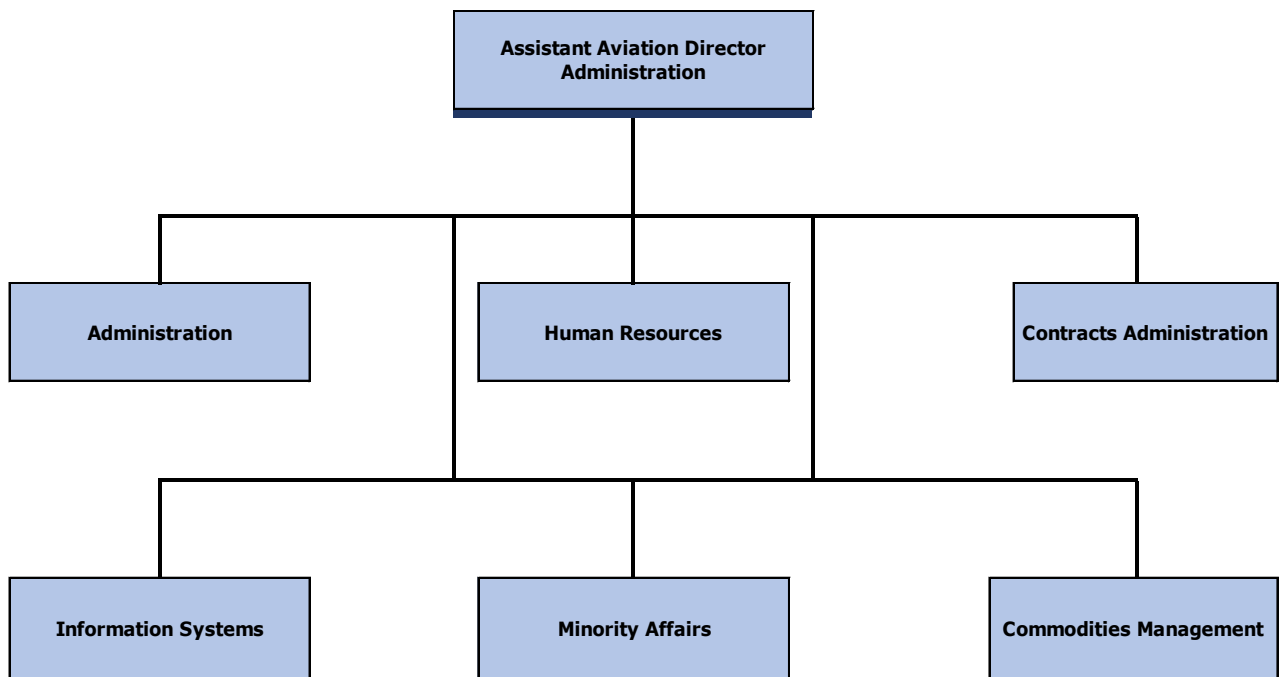 Assistant Aviation Director
Administration
Administration
Human Resources
Contracts Administration
Information Systems
Minority Affairs
Commodities Management